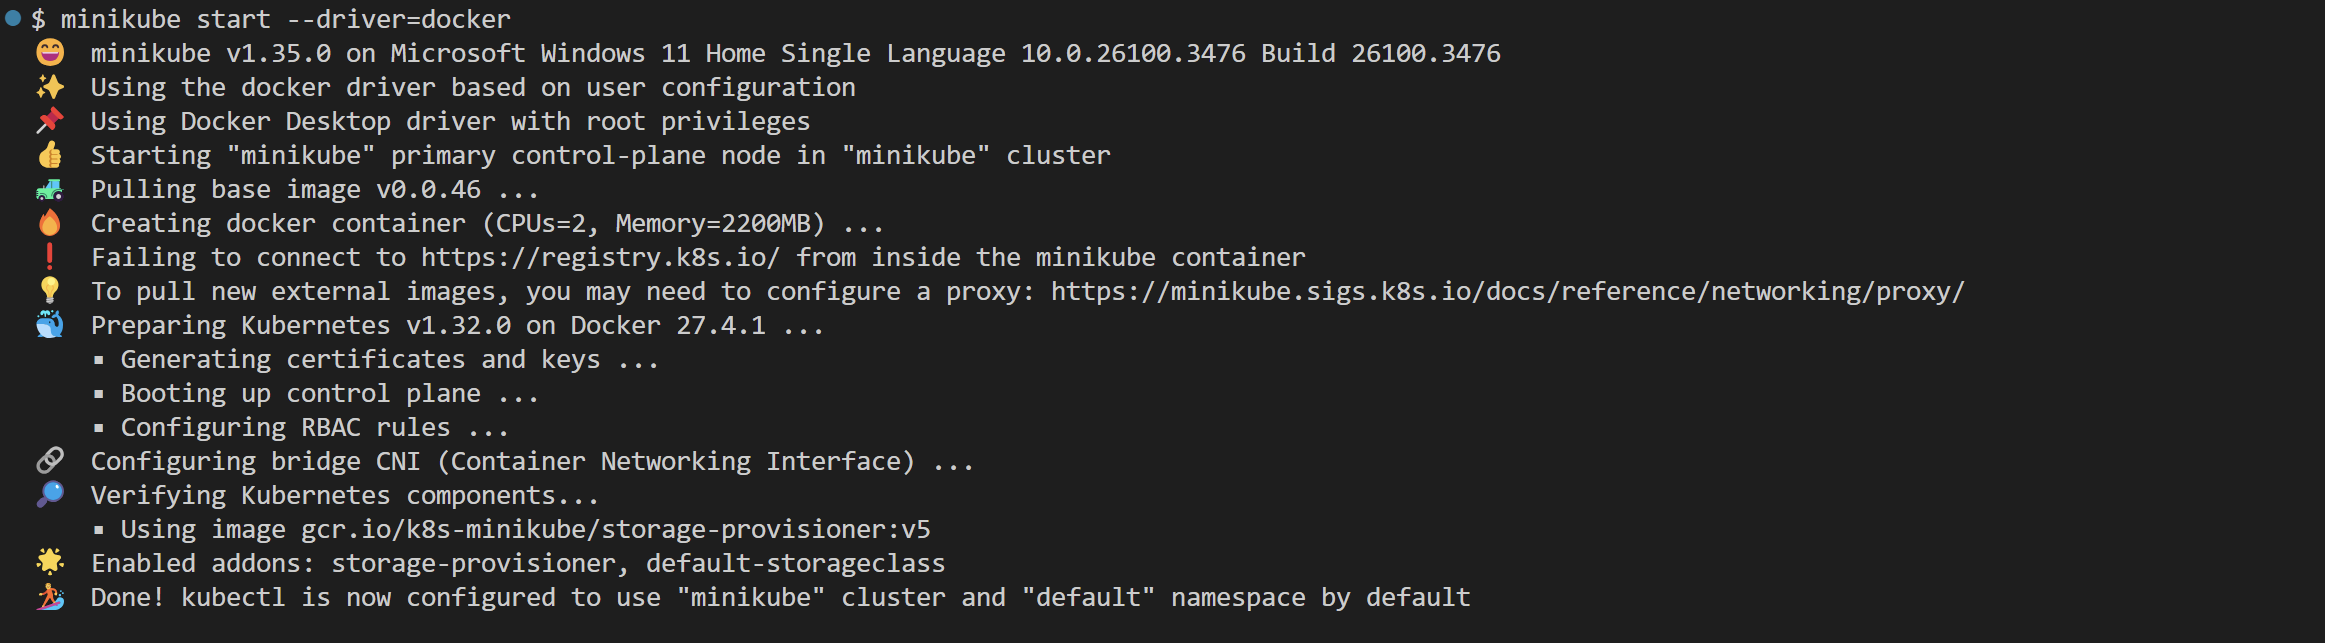 $ minikube start --driver=docker
😄 minikube v1.35.0 on Microsoft Windows 11 Home Single Language 10.0.26100.3476 Build 26100.3476
✨ Using the docker driver based on user configuration
📌 Using Docker Desktop driver with root privileges
👍 Starting "minikube" primary control-plane node in "minikube" cluster
🚜 Pulling base image v0.0.46 ...
🔥 Creating docker container (CPUs=2, Memory=2200MB) ...
❗ Failing to connect to https://registry.k8s.io/ from inside the minikube container
💡 To pull new external images, you may need to configure a proxy: https://minikube.sigs.k8s.io/docs/reference/networking/proxy/
🐳 Preparing Kubernetes v1.32.0 on Docker 27.4.1 ...
▪ Generating certificates and keys ...
▪ Booting up control plane ...
▪ Configuring RBAC rules ...
🔗 Configuring bridge CNI (Container Networking Interface) ...
🔎 Verifying Kubernetes components...
▪ Using image gcr.io/k8s-minikube/storage-provisioner:v5
🌟 Enabled addons: storage-provisioner, default-storageclass
🏄 Done! kubectl is now configured to use "minikube" cluster and "default" namespace by default